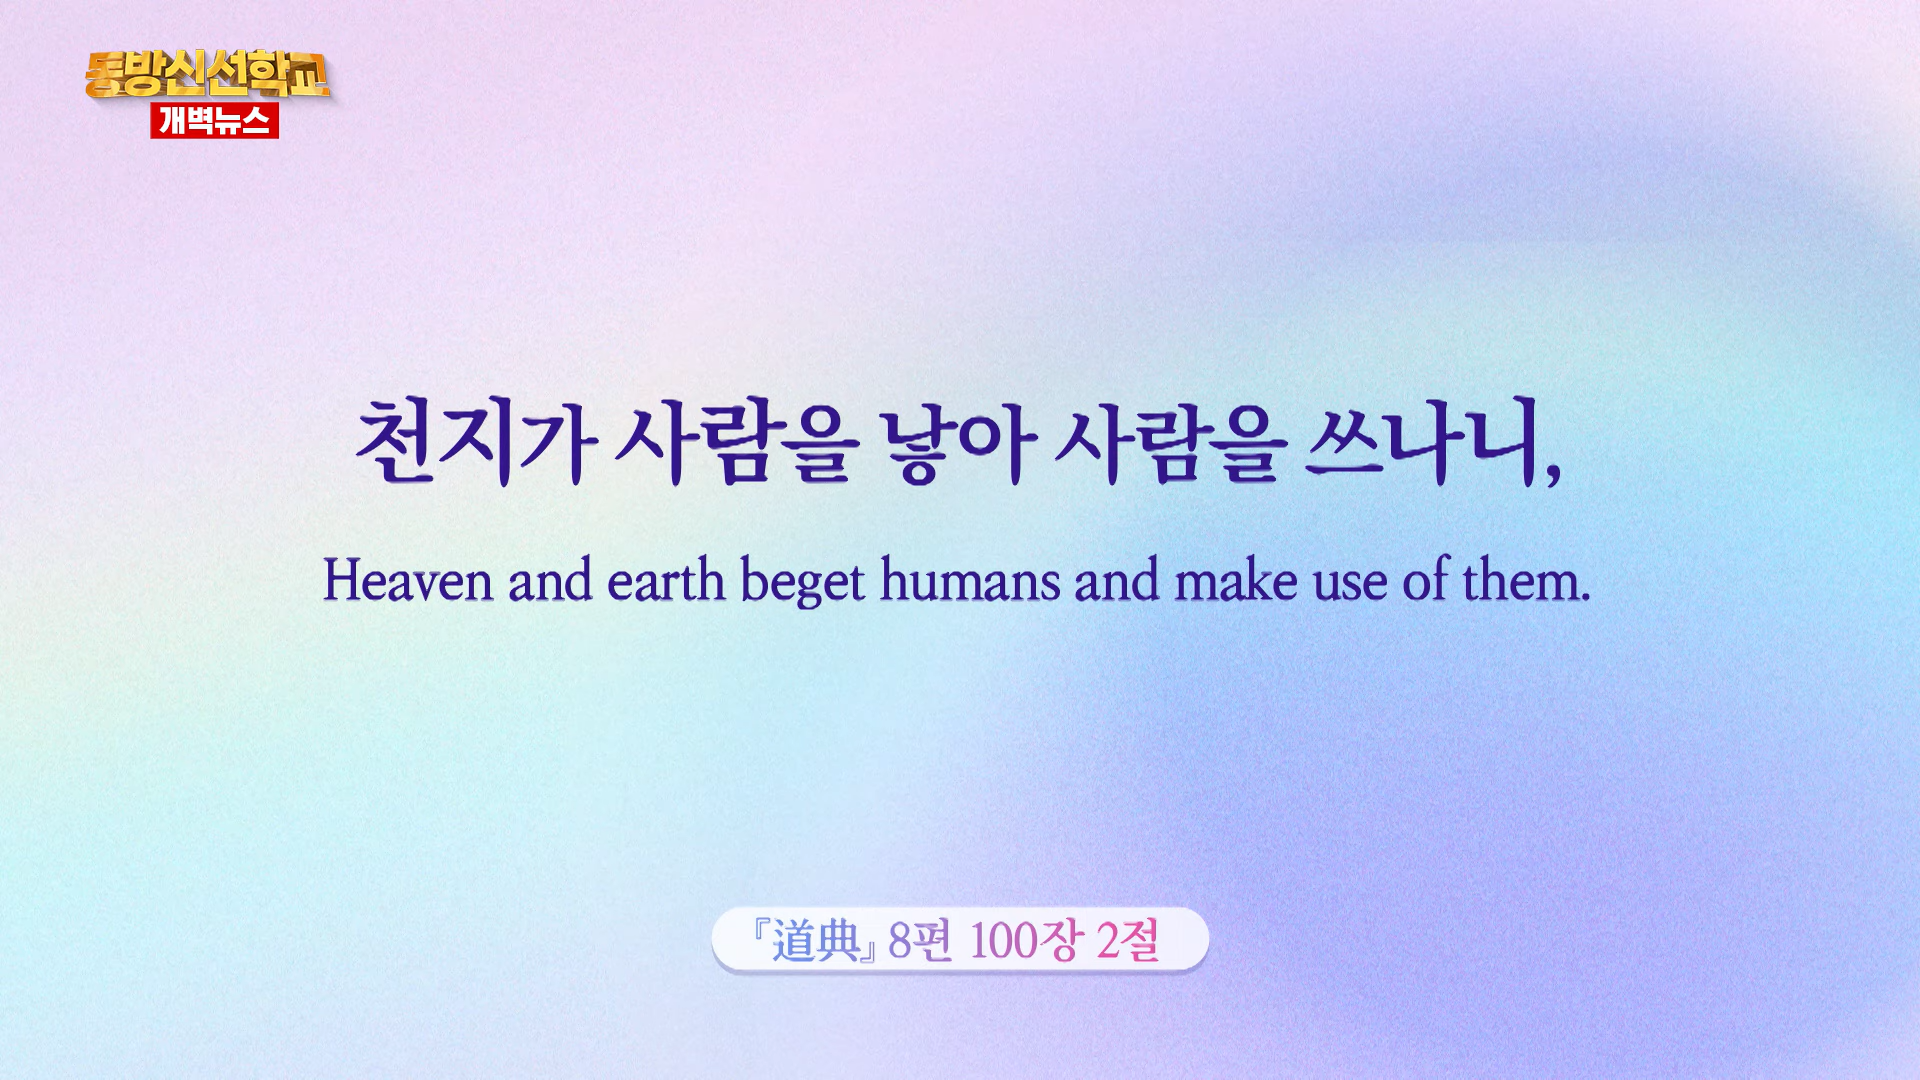 동방신선학교
개벽뉴스
천지가 사람을 낳아 사람을 쓰나니,
Heaven and earth beget humans and make use of them.
『道典』 8편 100장 2절